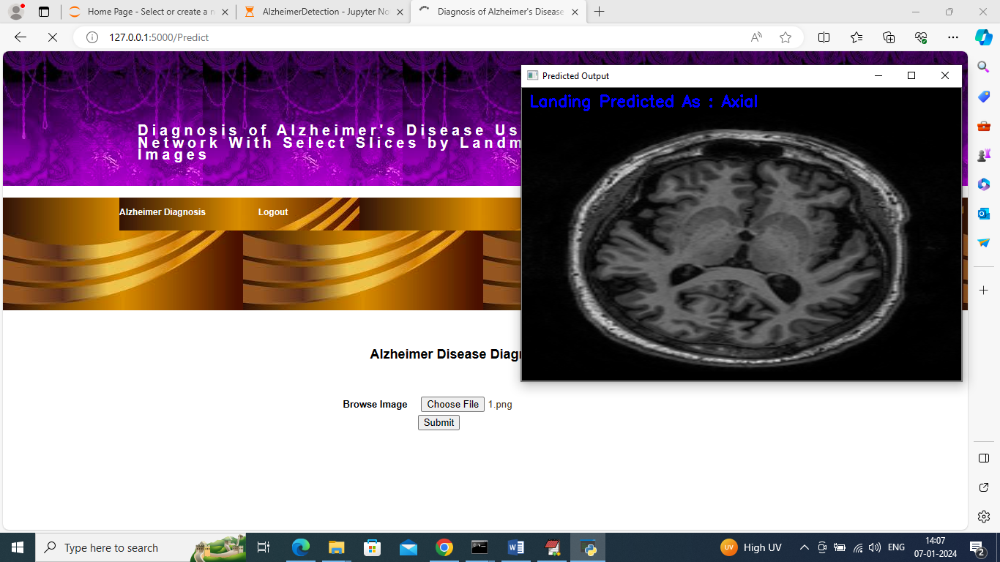 Home Page - Select or create a n
AlzheimerDetection - Jupyter No
Diagnosis of Alzheimer's Disease
127.0.0.1:5000/Predict
Diagnosis of Alzheimer's Disease Us
Network With Select Slices by Landm
Images
Alzheimer Diagnosis
Logout
Predicted Output
Landing Predicted As : Axial
Alzheimer Disease Diagn
Browse Image
Choose File
1.png
Submit
Type here to search
UV
High UV
ENG
14:07
07-01-2024
2